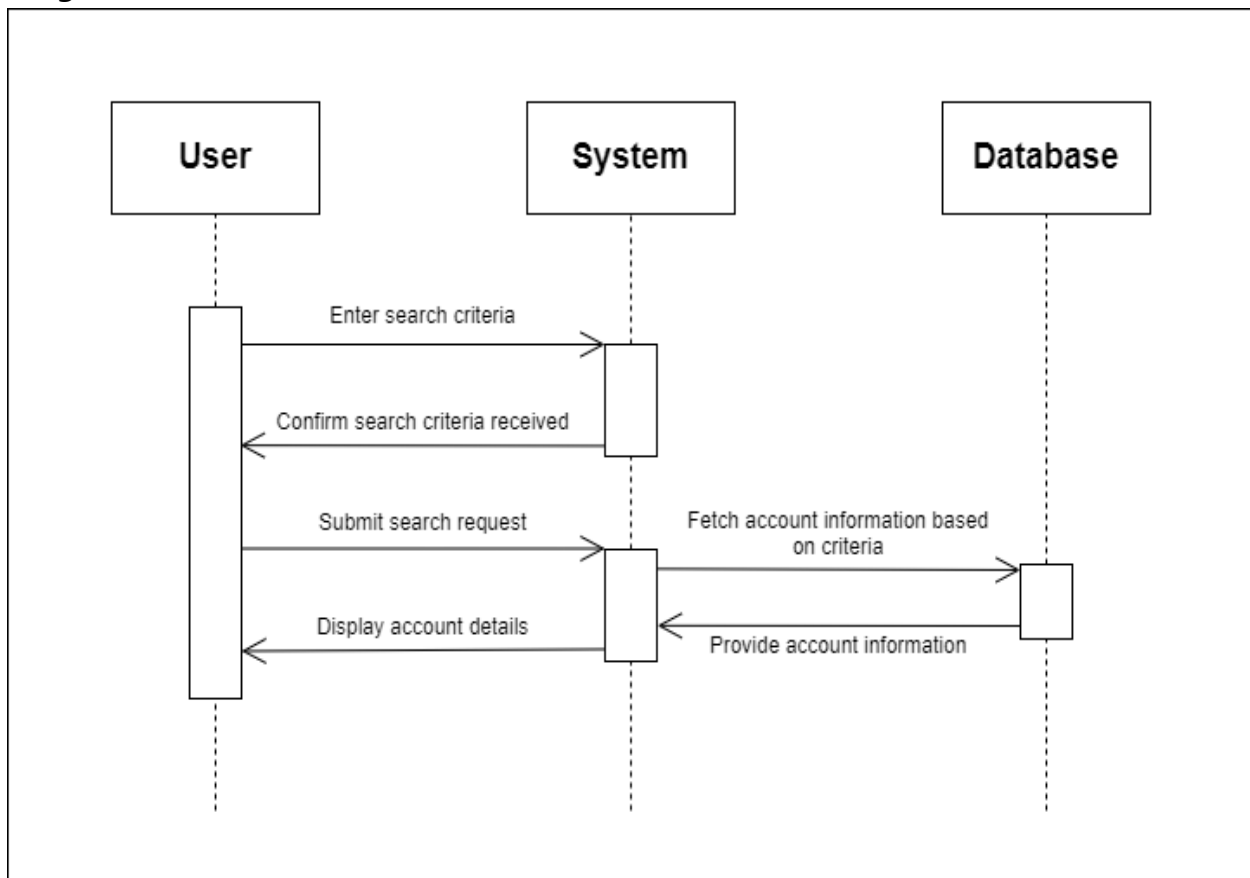 User
System
Database
Enter search criteria
Confirm search criteria received
Submit search request
Fetch account information based
on criteria
Display account details
Provide account information